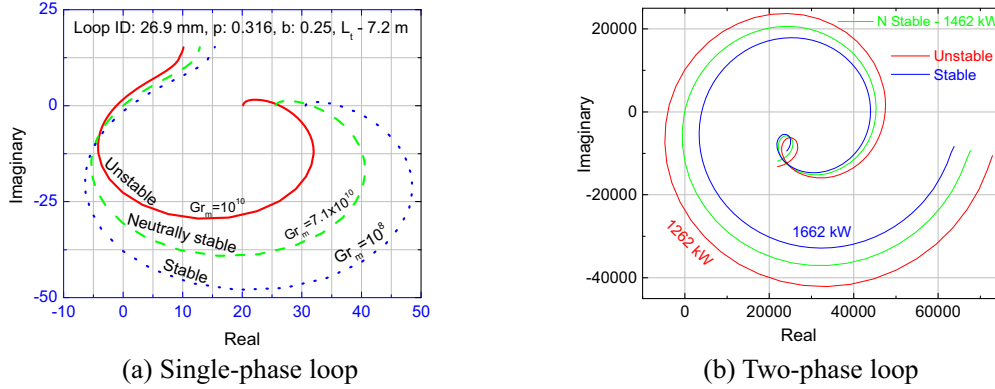 (a)
Loop ID: 26.9 mm, p: 0.316, b: 0.25, Lt - 7.2 m
25
0
-25
50
Imaginary
Unstable
Gr_m=10^10
Neutrally stable
Gr_m=7.1x10^10
Stable
Gr_m=10^8
-10 0 10 20 30 40 50
Real
(a) Single-phase loop
(b)
N Stable - 1462 kW
Unstable
Stable
20000
0
-20000
-40000
Imaginary
1262 kW
1662 kW
0 20000 40000 60000
Real
(b) Two-phase loop